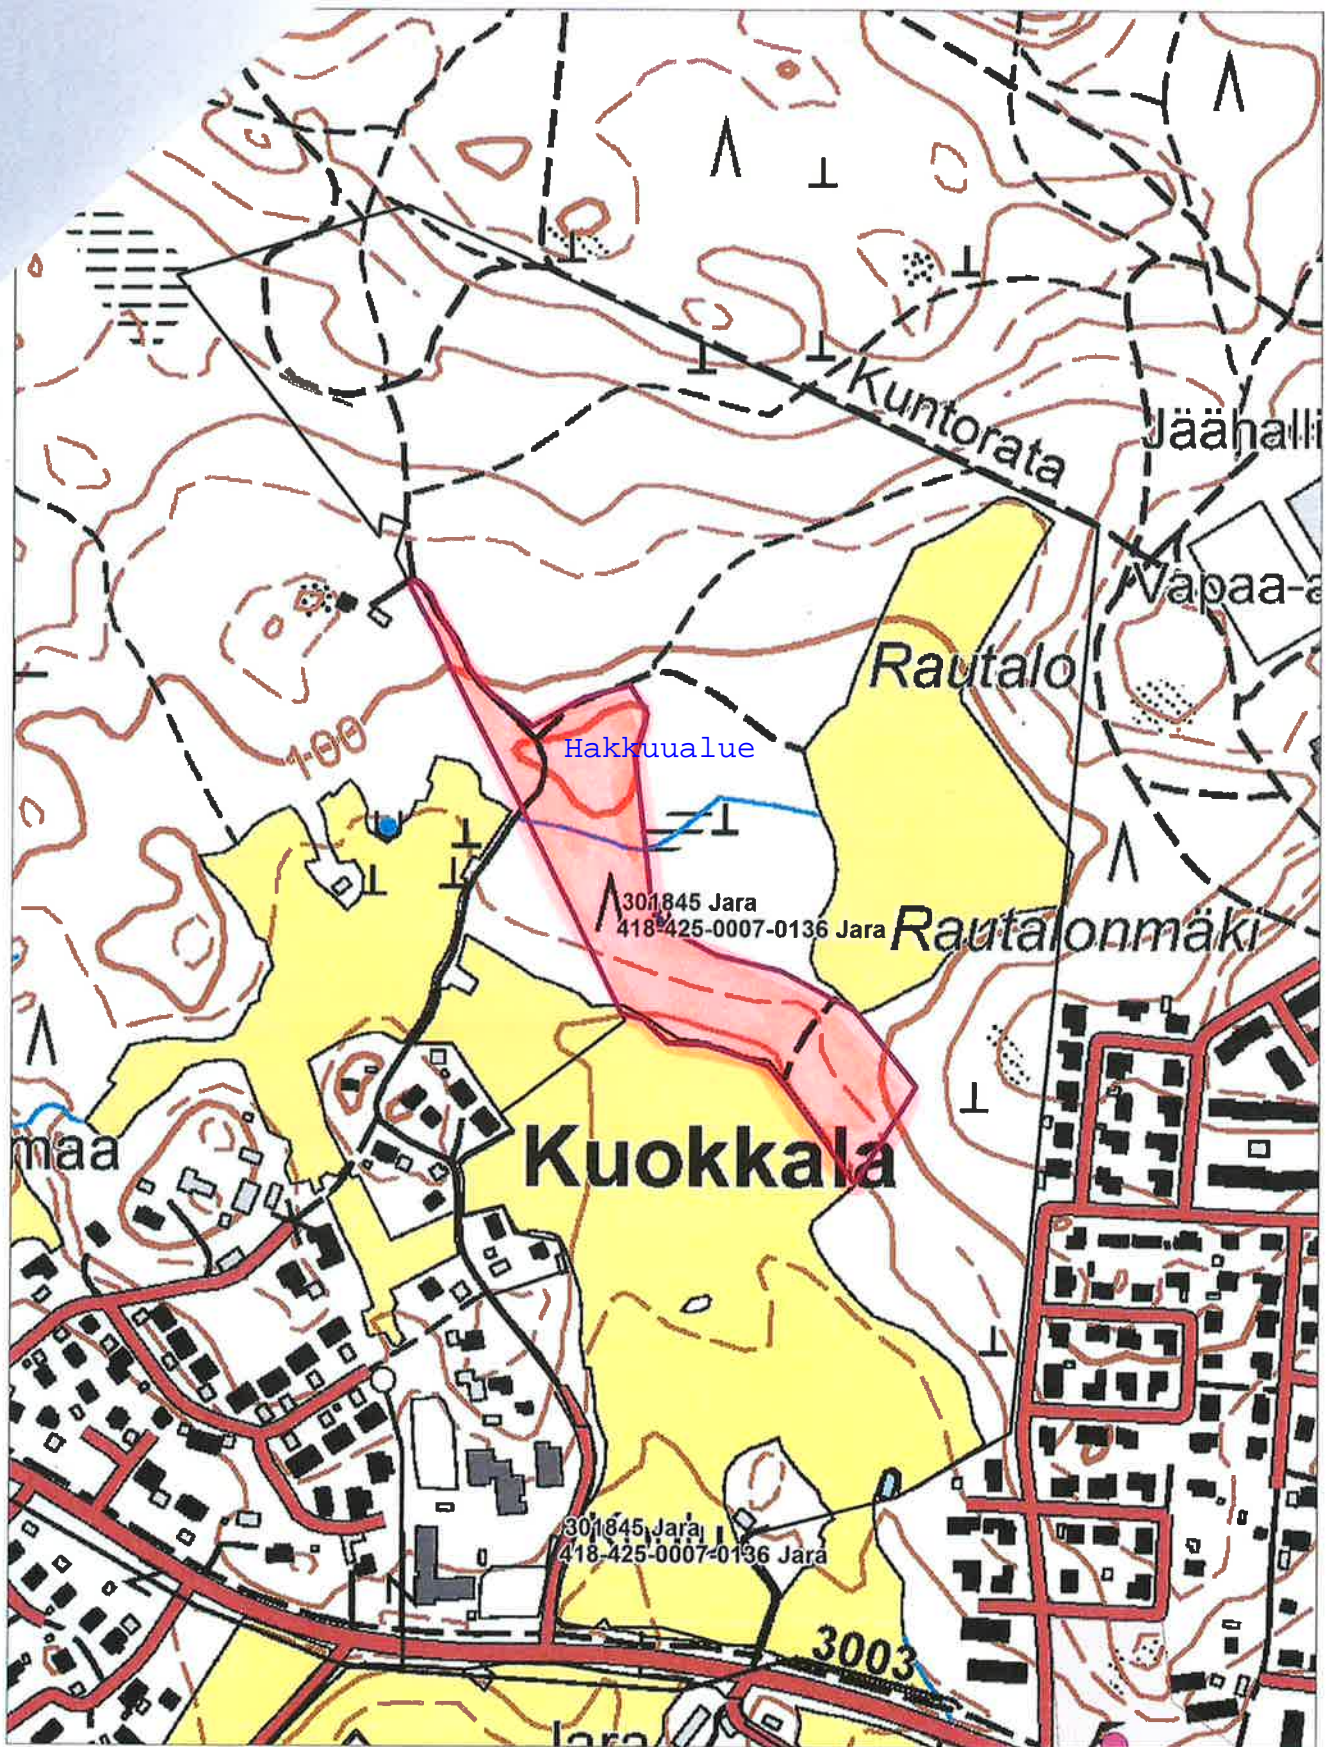 Kuntorata
Jäähalli
Vapaa-a
Rautalo
100
Hakkuualue
301845 Jara
418-425-0007-0136 Jara
Rautalonmäki
maa
Kuokkala
301845 Jara
418-425-0007-0136 Jara
3003
Jara